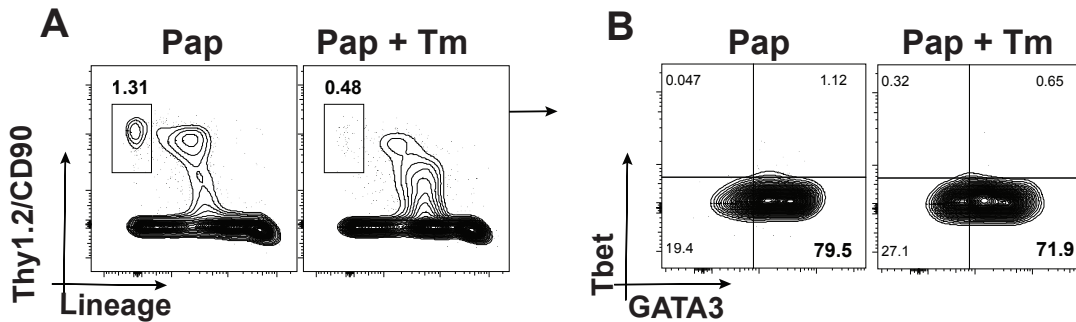 A
Pap
Pap + Tm
1.31
0.48
Thy1.2/CD90
Lineage
B
Pap
Pap + Tm
0.047
1.12
0.32
0.65
19.4
79.5
27.1
71.9
Tbet
GATA3